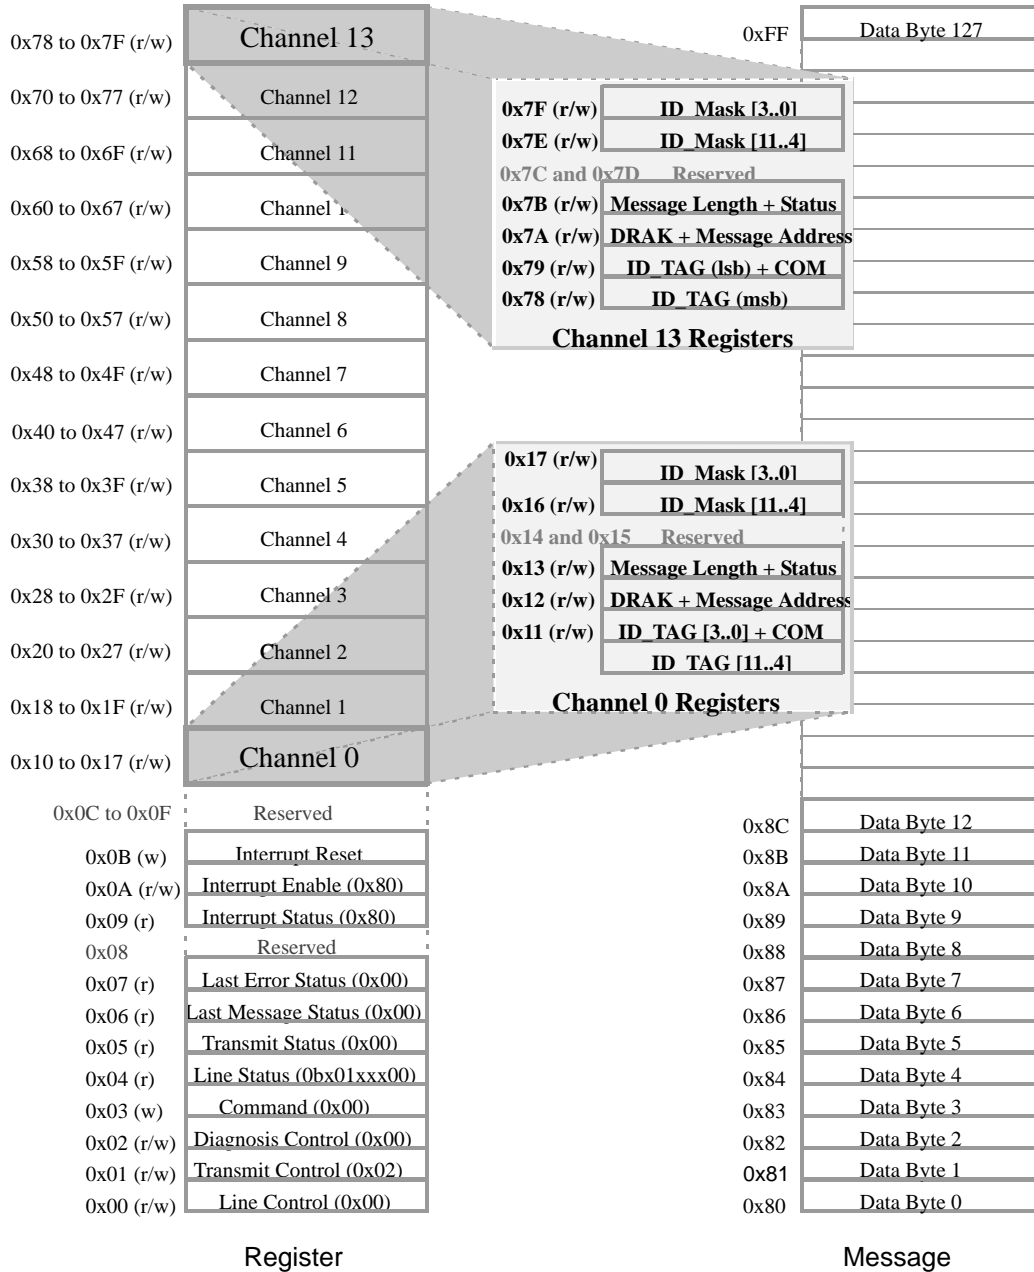 0x78 to 0x7F (r/w) Channel 13
0x70 to 0x77 (r/w) Channel 12
0x68 to 0x6F (r/w) Channel 11
0x60 to 0x67 (r/w) Channel 1
0x58 to 0x5F (r/w) Channel 9
0x50 to 0x57 (r/w) Channel 8
0x48 to 0x4F (r/w) Channel 7
0x40 to 0x47 (r/w) Channel 6
0x38 to 0x3F (r/w) Channel 5
0x30 to 0x37 (r/w) Channel 4
0x28 to 0x2F (r/w) Channel 3
0x20 to 0x27 (r/w) Channel 2
0x18 to 0x1F (r/w) Channel 1
0x10 to 0x17 (r/w) Channel 0
0x0C to 0x0F Reserved
0x0B (w) Interrupt Reset
0x0A (r/w) Interrupt Enable (0x80)
0x09 (r) Interrupt Status (0x80)
0x08 Reserved
0x07 (r) Last Error Status (0x00)
0x06 (r) Last Message Status (0x00)
0x05 (r) Transmit Status (0x00)
0x04 (r) Line Status (0bx01xxx00)
0x03 (w) Command (0x00)
0x02 (r/w) Diagnosis Control (0x00)
0x01 (r/w) Transmit Control (0x02)
0x00 (r/w) Line Control (0x00)
Register
0x7F (r/w) ID_Mask [3..0]
0x7E (r/w) ID_Mask [11..4]
0x7C and 0x7D Reserved
0x7B (r/w) Message Length + Status
0x7A (r/w) DRAK + Message Address
0x79 (r/w) ID_TAG (lsb) + COM
0x78 (r/w) ID_TAG (msb)
Channel 13 Registers
0x17 (r/w) ID_Mask [3..0]
0x16 (r/w) ID_Mask [11..4]
0x14 and 0x15 Reserved
0x13 (r/w) Message Length + Status
0x12 (r/w) DRAK + Message Address
0x11 (r/w) ID_TAG [3..0] + COM
ID_TAG [11..4]
Channel 0 Registers
0xFF Data Byte 127
0x8C Data Byte 12
0x8B Data Byte 11
0x8A Data Byte 10
0x89 Data Byte 9
0x88 Data Byte 8
0x87 Data Byte 7
0x86 Data Byte 6
0x85 Data Byte 5
0x84 Data Byte 4
0x83 Data Byte 3
0x82 Data Byte 2
0x81 Data Byte 1
0x80 Data Byte 0
Message